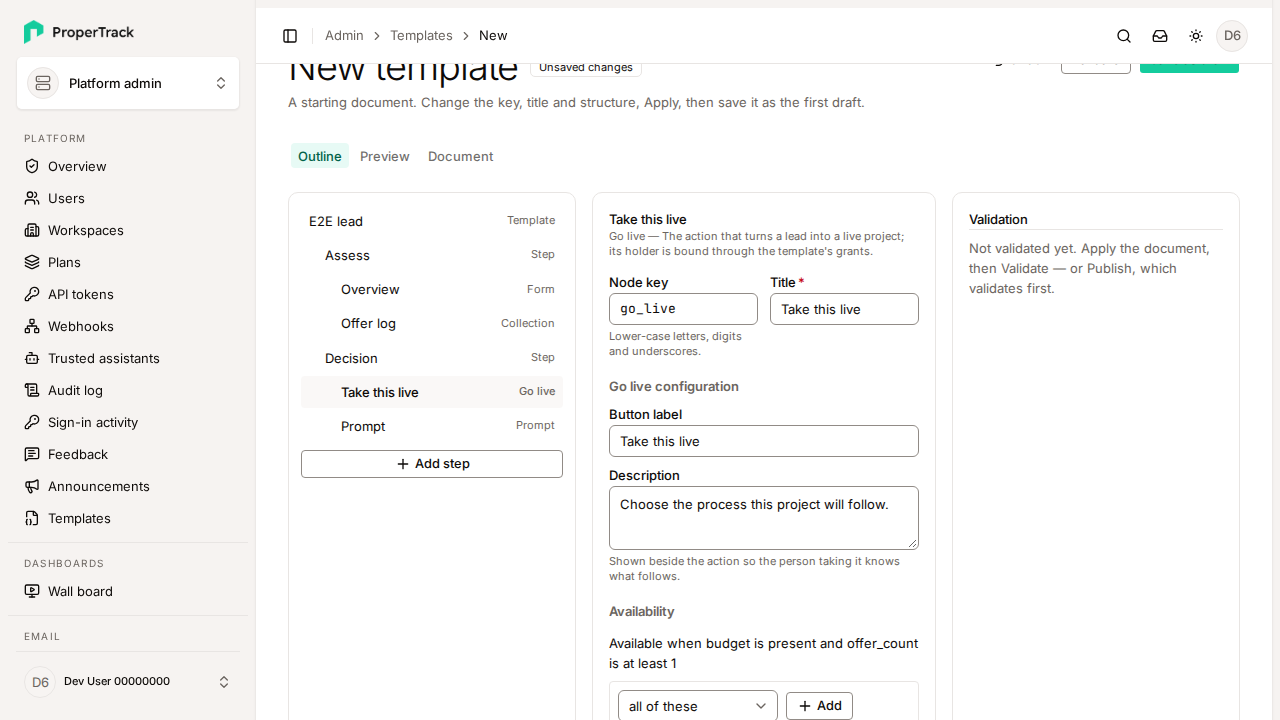 ProperTrack
Platform admin
PLATFORM
Overview
Users
Workspaces
Plans
API tokens
Webhooks
Trusted assistants
Audit log
Sign-in activity
Feedback
Announcements
Templates
DASHBOARDS
Wall board
EMAIL
D6 Dev User 00000000
Admin > Templates > New
D6
New template Unsaved changes
A starting document. Change the key, title and structure, Apply, then save it as the first draft.
Outline Preview Document
E2E lead Template
Assess Step
Overview Form
Offer log Collection
Decision Step
Take this live Go live
Prompt Prompt
+ Add step
Take this live
Go live — The action that turns a lead into a live project;
its holder is bound through the template's grants.
Node key Title *
go_live Take this live
Lower-case letters, digits
and underscores.
Go live configuration
Button label
Take this live
Description
Choose the process this project will follow.
Shown beside the action so the person taking it knows
what follows.
Availability
Available when budget is present and offer_count
is at least 1
all of these + Add
Validation
Not validated yet. Apply the document,
then Validate — or Publish, which
validates first.